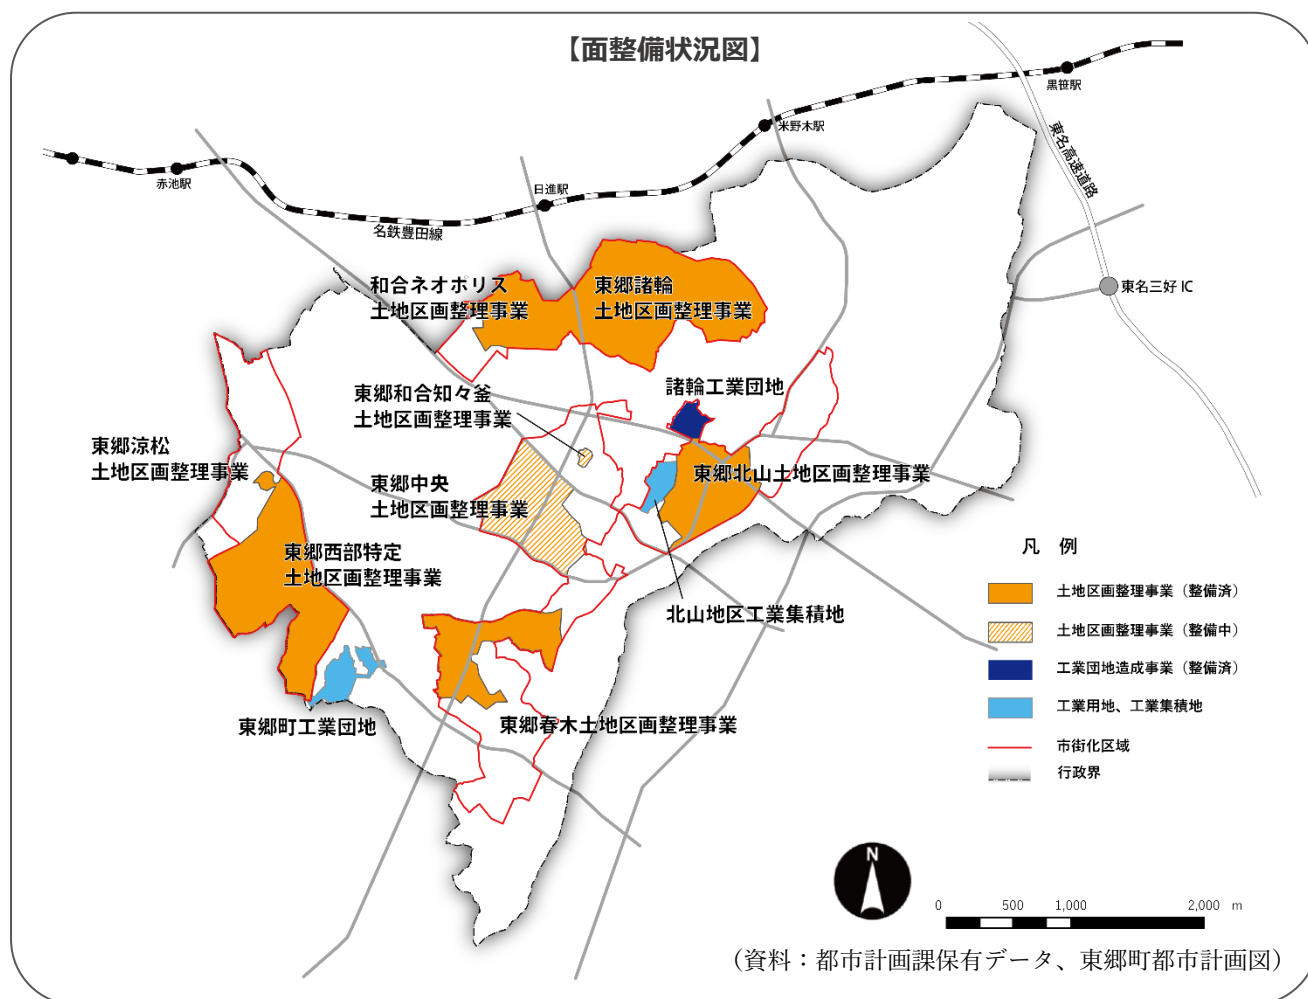 【面整備状況図】
黒笹駅
米野木駅
東名高速道路
赤池駅
日進駅
名鉄豊田線
東名三好 IC
和合ネオポリス
土地区画整理事業
東郷諸輪
土地区画整理事業
東郷和合知々釜
土地区画整理事業
諸輪工業団地
東郷涼松
土地区画整理事業
東郷中央
土地区画整理事業
東郷北山土地区画整理事業
東郷西部特定
土地区画整理事業
北山地区工業集積地
東郷町工業団地
東郷春木土地区画整理事業
凡 例
土地区画整理事業（整備済）
土地区画整理事業（整備中）
工業団地造成事業（整備済）
工業用地、工業集積地
市街化区域
行政界
N
0 500 1,000 2,000 m
（資料：都市計画課保有データ、東郷町都市計画図）